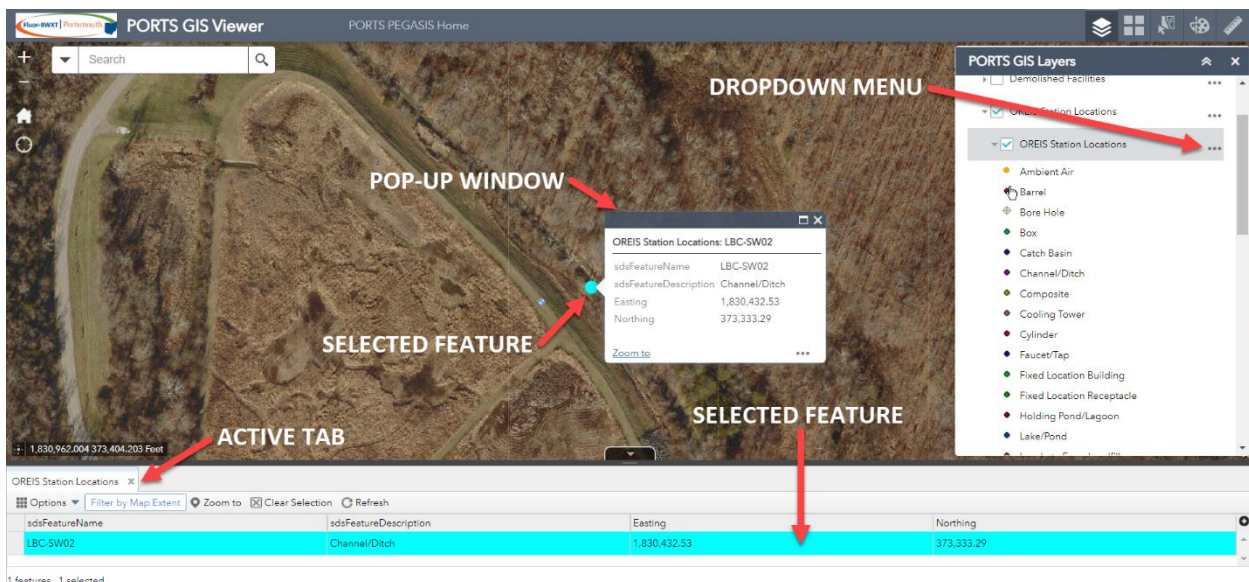 Fluor-BWXT Portsmouth
PORTS GIS Viewer
PORTS PEGASIS Home
Search
PORTS GIS Layers
Demolished Facilities
OREIS Station Locations
OREIS Station Locations
Ambient Air
Barrel
Bore Hole
Box
Catch Basin
Channel/Ditch
Composite
Cooling Tower
Cylinder
Faucet/Tap
Fixed Location Building
Fixed Location Receptacle
Holding Pond/Lagoon
Lake/Pond
DROPDOWN MENU
POP-UP WINDOW
OREIS Station Locations: LBC-SW02
sdsFeatureName LBC-SW02
sdsFeatureDescription Channel/Ditch
Easting 1,830,432.53
Northing 373,333.29
Zoom to
SELECTED FEATURE
SELECTED FEATURE
ACTIVE TAB
1,830,962.004 373,404.203 Feet
OREIS Station Locations
Options Filter by Map Extent Zoom to Clear Selection Refresh
sdsFeatureName sdsFeatureDescription Easting Northing
LBC-SW02 Channel/Ditch 1,830,432.53 373,333.29
1 features 1 selected